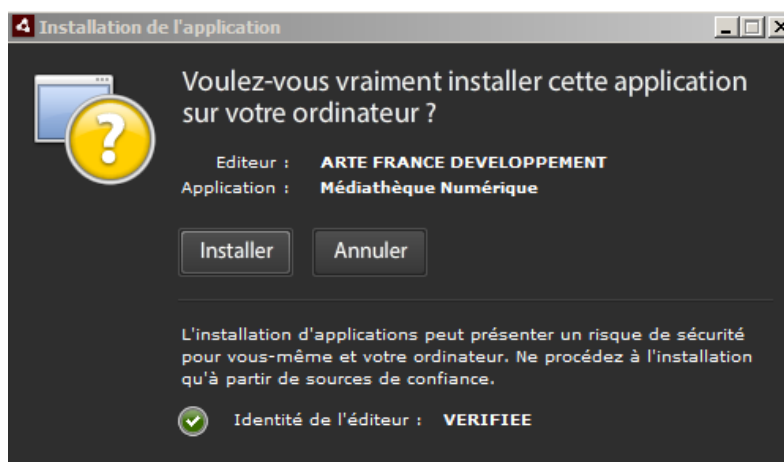 Installation de l'application
Voulez-vous vraiment installer cette application
sur votre ordinateur ?
Editeur : ARTE FRANCE DEVELOPPEMENT
Application : Médiathèque Numérique
Installer Annuler
L'installation d'applications peut présenter un risque de sécurité
pour vous-même et votre ordinateur. Ne procédez à l'installation
qu'à partir de sources de confiance.
Identité de l'éditeur : VERIFIEE